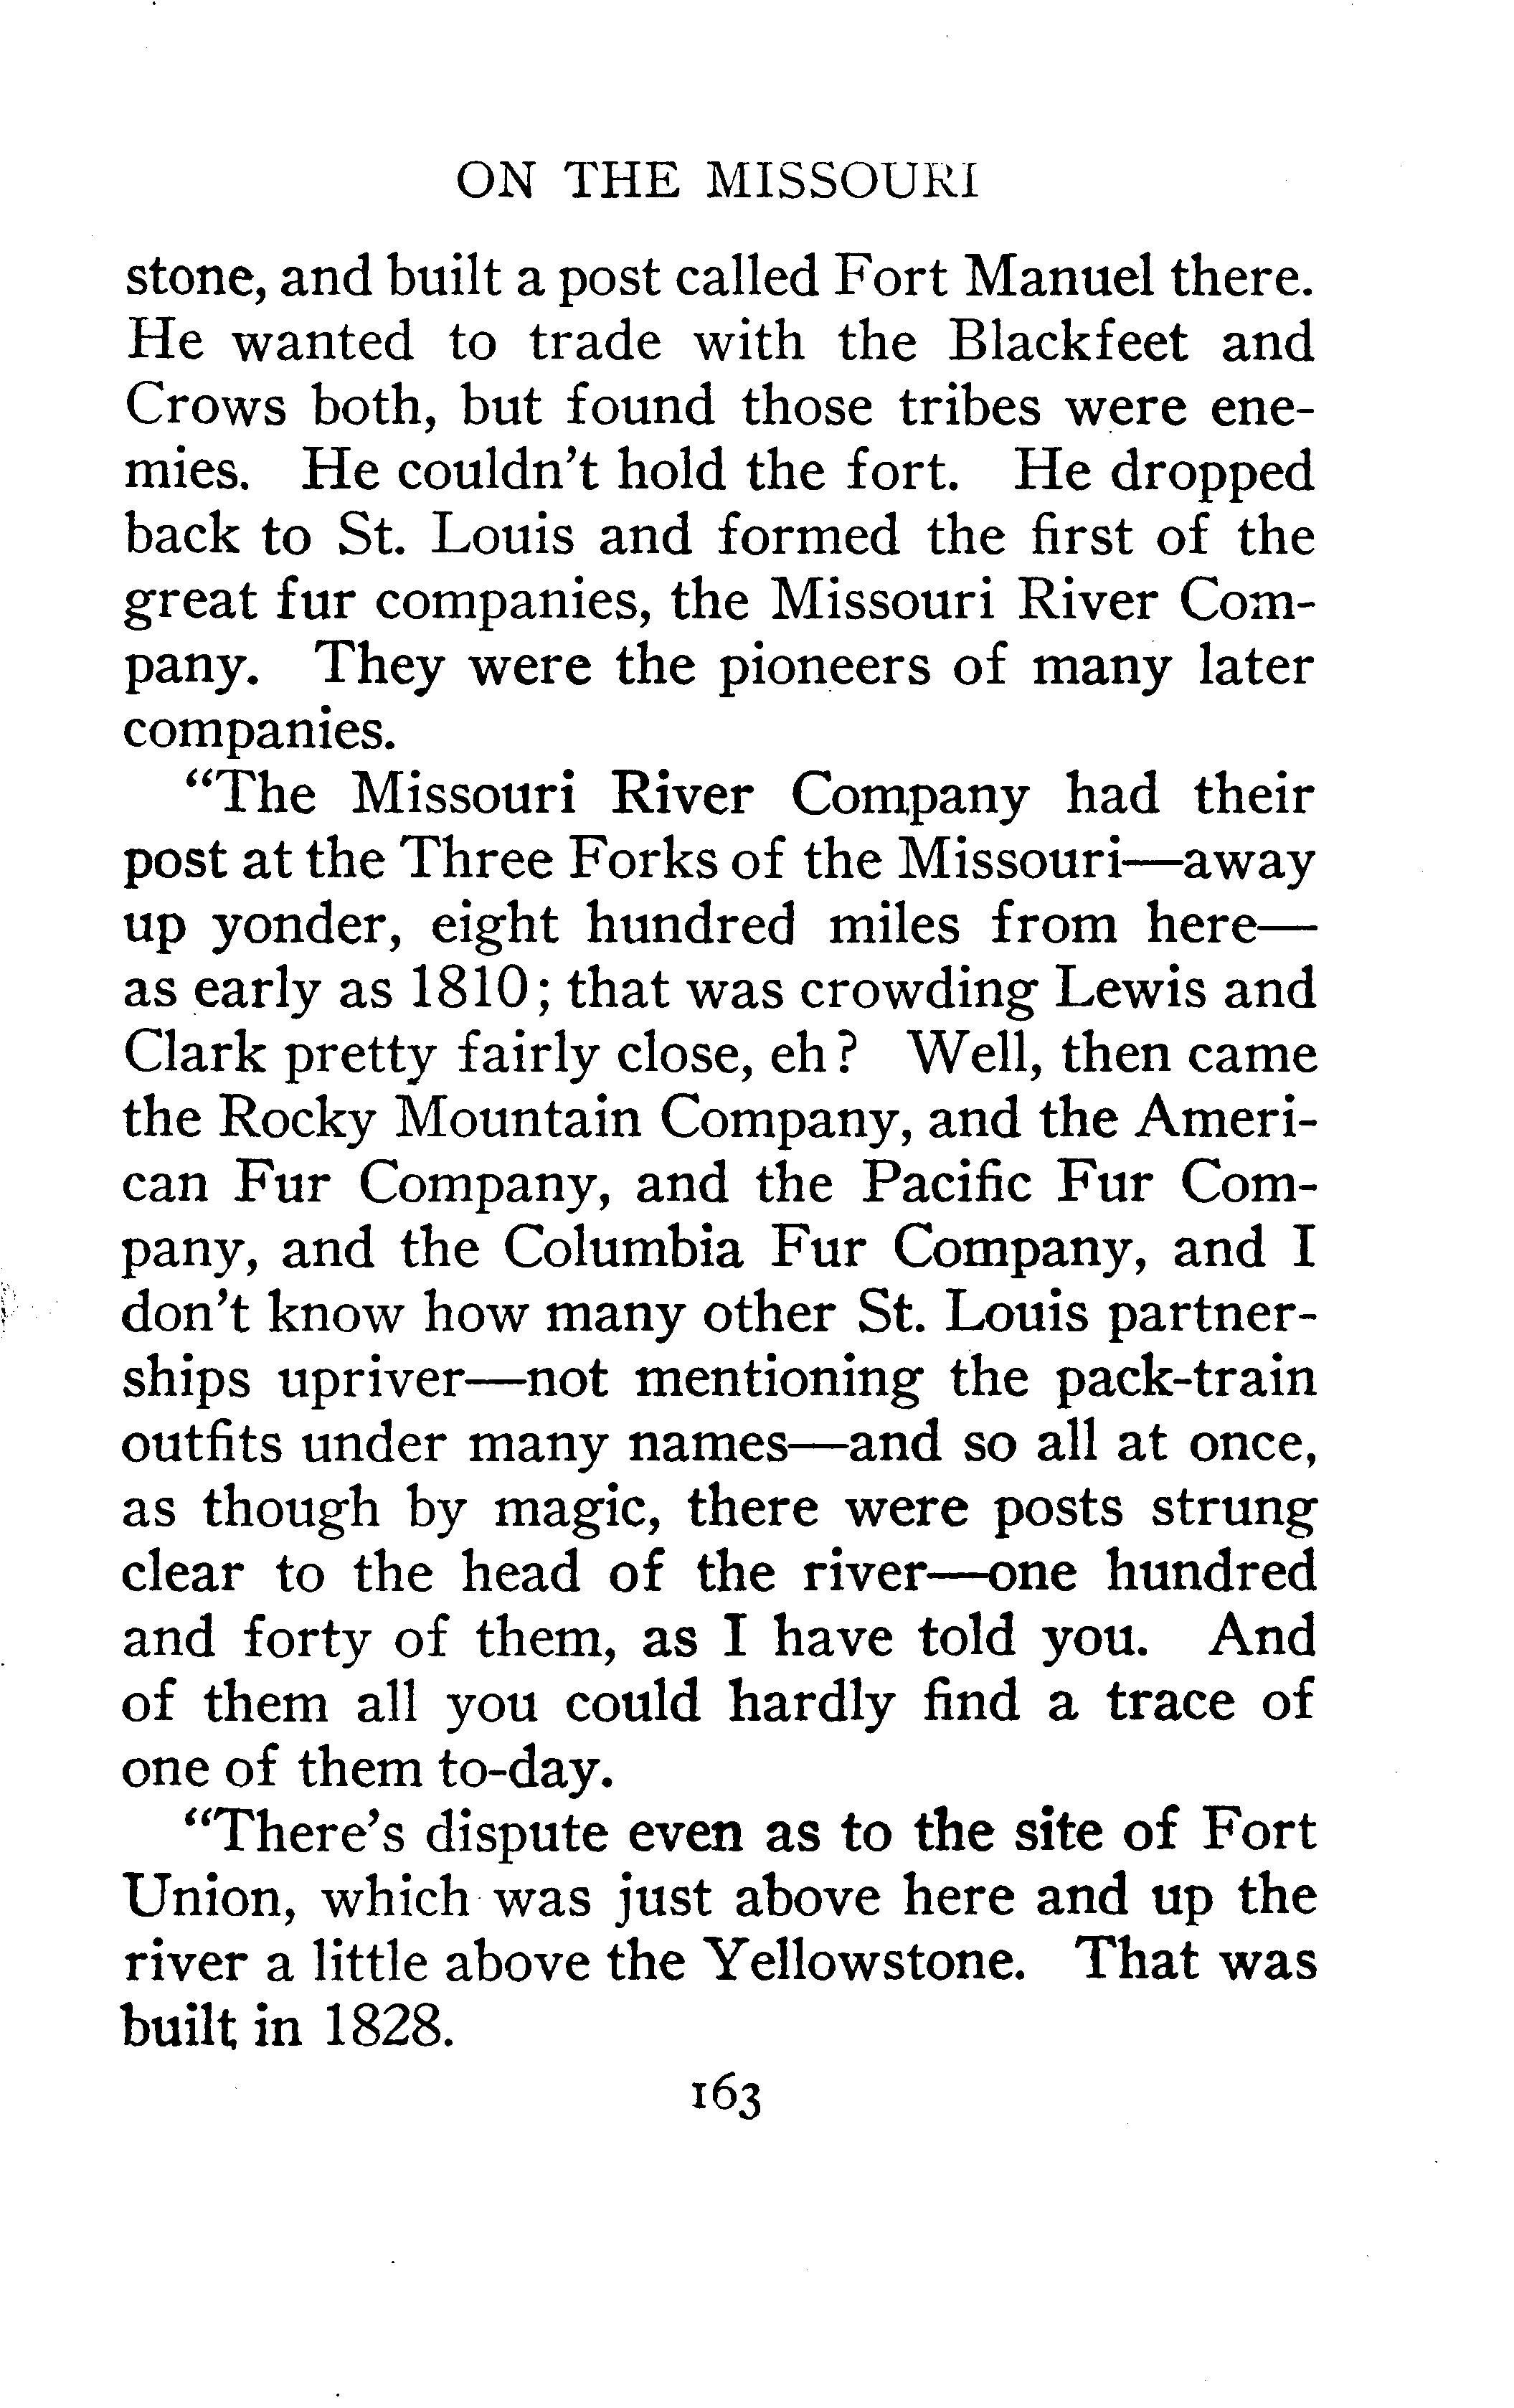 ON THE MISSOURI
stone, and built a post called Fort Manuel there.
He wanted to trade with the Blackfeet and
Crows both, but found those tribes were ene-
mies. He couldn't hold the fort. He dropped
back to St. Louis and formed the first of the
great fur companies, the Missouri River Com-
pany. They were the pioneers of many later
companies.
"The Missouri River Company had their
post at the Three Forks of the Missouri—away
up yonder, eight hundred miles from here—
as early as 1810; that was crowding Lewis and
Clark pretty fairly close, eh? Well, then came
the Rocky Mountain Company, and the Ameri-
can Fur Company, and the Pacific Fur Com-
pany, and the Columbia Fur Company, and I
don't know how many other St. Louis partner-
ships upriver—not mentioning the pack-train
outfits under many names—and so all at once,
as though by magic, there were posts strung
clear to the head of the river—one hundred
and forty of them, as I have told you. And
of them all you could hardly find a trace of
one of them to-day.
"There's dispute even as to the site of Fort
Union, which was just above here and up the
river a little above the Yellowstone. That was
built in 1828.
163